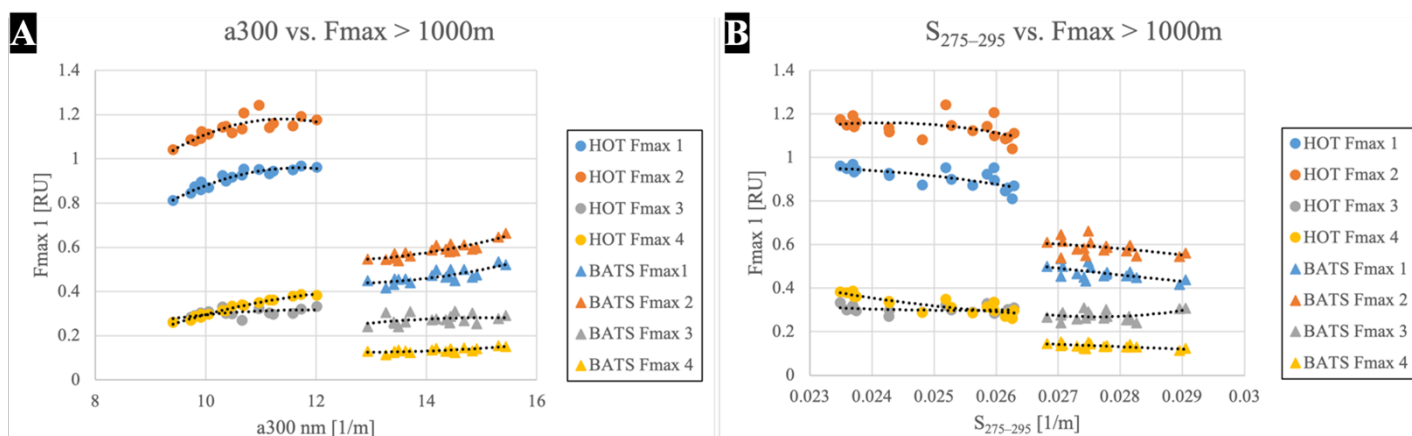 A
a300 vs. Fmax > 1000m
Fmax 1 [RU]
1.4
1.2
1
0.8
0.6
0.4
0.2
0
8
10
12
14
16
a300 nm [1/m]
HOT Fmax 1
HOT Fmax 2
HOT Fmax 3
HOT Fmax 4
BATS Fmax1
BATS Fmax 2
BATS Fmax 3
BATS Fmax 4
B
S275–295 vs. Fmax > 1000m
Fmax 1 [RU]
1.4
1.2
1
0.8
0.6
0.4
0.2
0
0.023
0.024
0.025
0.026
0.027
0.028
0.029
0.03
S275–295 [1/m]
HOT Fmax 1
HOT Fmax 2
HOT Fmax 3
HOT Fmax 4
BATS Fmax 1
BATS Fmax 2
BATS Fmax 3
BATS Fmax 4